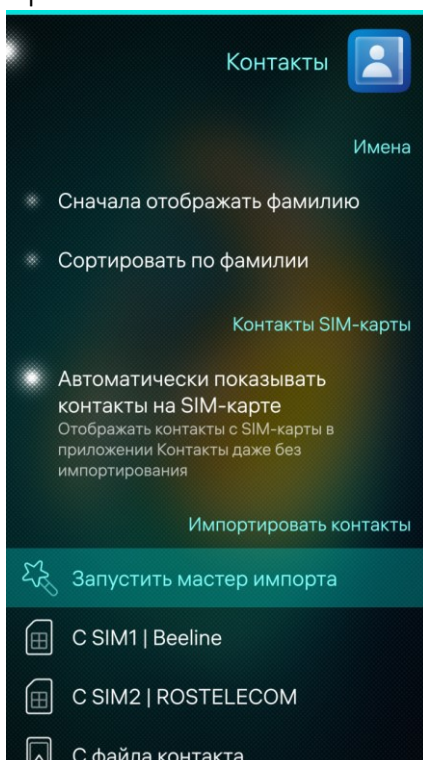 Контакты
Имена
Сначала отображать фамилию
Сортировать по фамилии
Контакты SIM-карты
Автоматически показывать
контакты на SIM-карте
Отображать контакты с SIM-карты в
приложении Контакты даже без
импортирования
Импортировать контакты
Запустить мастер импорта
С SIM1 | Beeline
С SIM2 | ROSTELECOM
С файла контакта